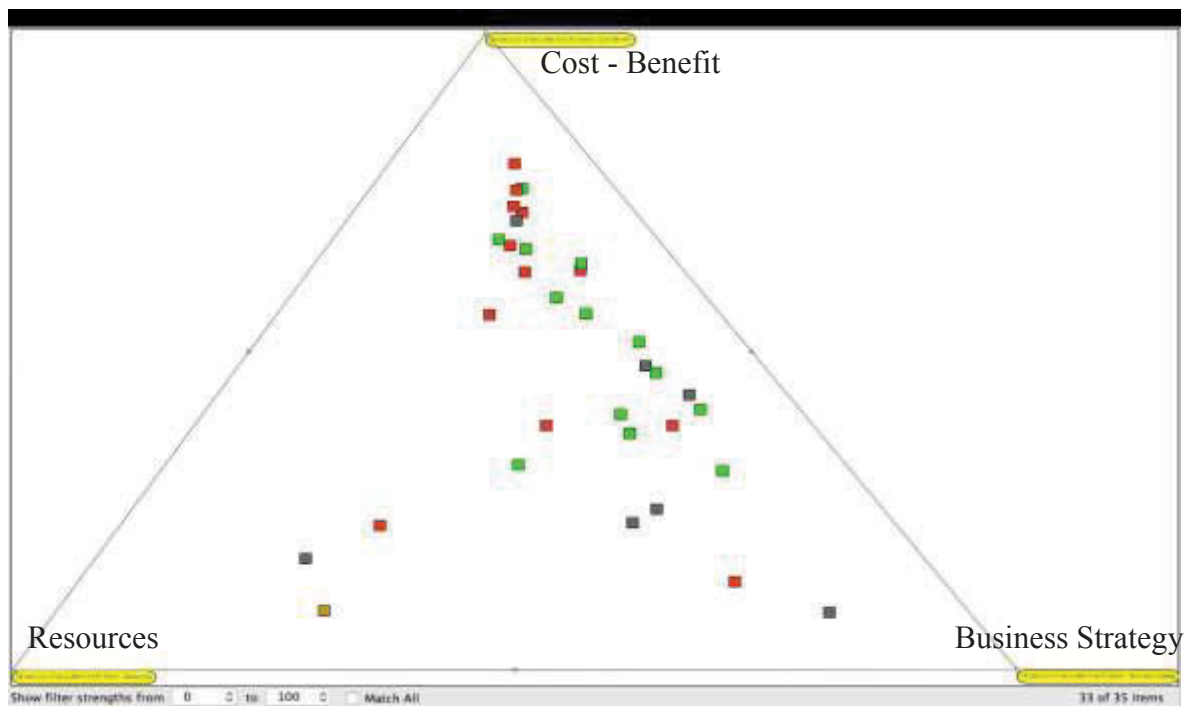 Cost - Benefit
Resources
Business Strategy
Show filter strengths from 0 to 100 Match All
33 of 35 items